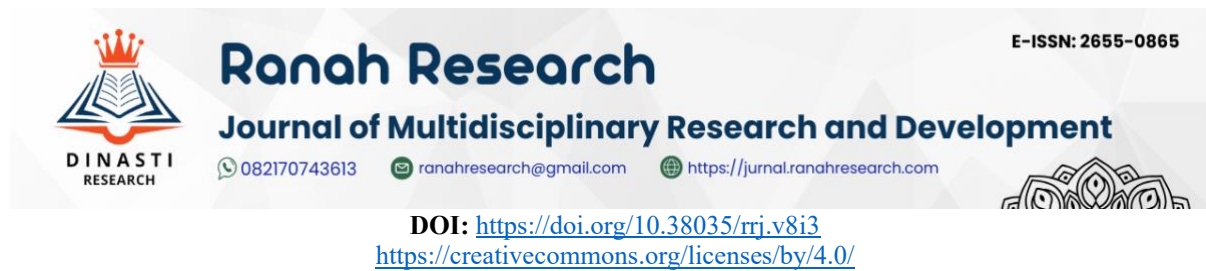 E-ISSN: 2655-0865
Ranah Research
Journal of Multidisciplinary Research and Development
DINASTI
RESEARCH
082170743613 ranahresearch@gmail.com https://jurnal.ranahresearch.com
DOI: https://doi.org/10.38035/rrj.v8i3
https://creativecommons.org/licenses/by/4.0/